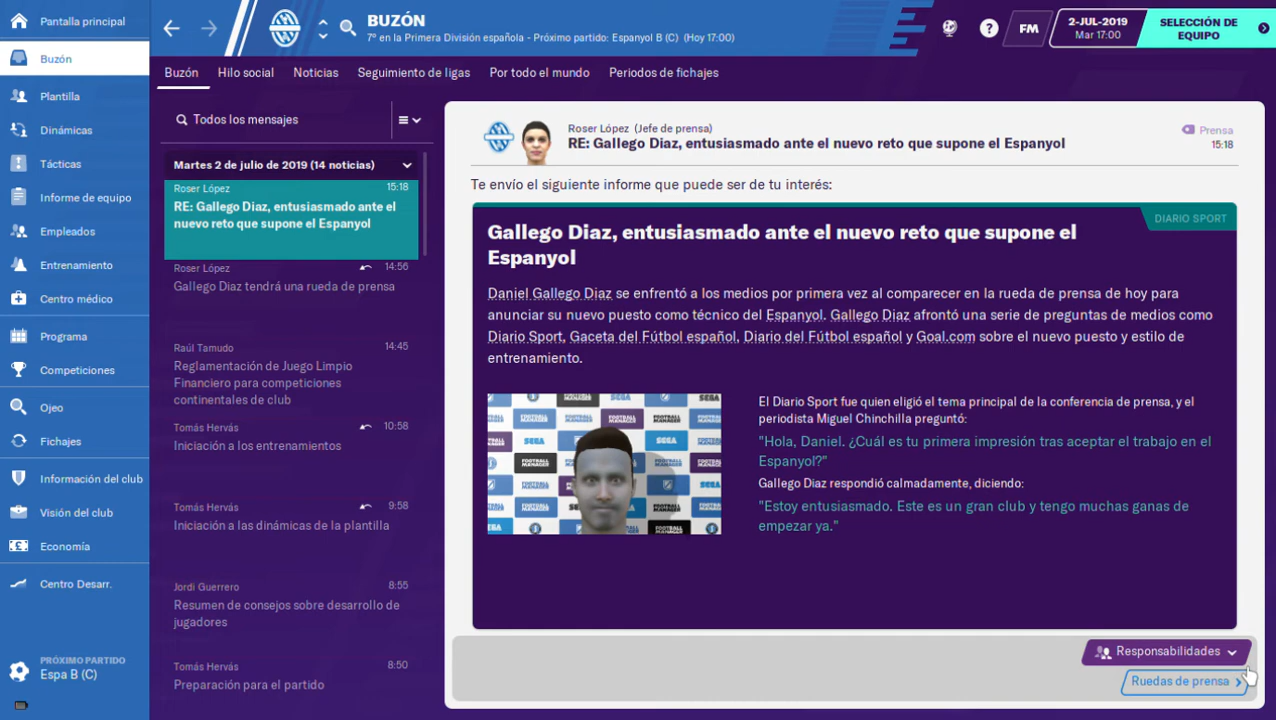 Pantalla principal
Buzón
Plantilla
Dinámicas
Tácticas
Informe de equipo
Empleados
Entrenamiento
Centro médico
Programa
Competiciones
Ojeo
Fichajes
Información del club
Visión del club
Economía
Centro Desarr.
PRÓXIMO PARTIDO
Espa B (C)
BUZÓN
7º en la Primera División española - Próximo partido: Espanyol B (C) (Hoy 17:00)
FM
2-JUL-2019
Mar 17:00
SELECCIÓN DE
EQUIPO
Buzón Hilo social Noticias Seguimiento de ligas Por todo el mundo Periodos de fichajes
Todos los mensajes
Martes 2 de julio de 2019 (14 noticias)
Roser López 15:18
RE: Gallego Diaz, entusiasmado ante el
nuevo reto que supone el Espanyol
Roser López 14:56
Gallego Diaz tendrá una rueda de prensa
Raúl Tamudo 14:45
Reglamentación de Juego Limpio
Financiero para competiciones
continentales de club
Tomás Hervás 10:58
Iniciación a los entrenamientos
Tomás Hervás 9:58
Iniciación a las dinámicas de la plantilla
Jordi Guerrero 8:55
Resumen de consejos sobre desarrollo de
jugadores
Tomás Hervás 8:50
Preparación para el partido
Roser López (Jefe de prensa)
RE: Gallego Diaz, entusiasmado ante el nuevo reto que supone el Espanyol
Prensa
15:18
Te envío el siguiente informe que puede ser de tu interés:
DIARIO SPORT
Gallego Diaz, entusiasmado ante el nuevo reto que supone el
Espanyol
Daniel Gallego Diaz se enfrentó a los medios por primera vez al comparecer en la rueda de prensa de hoy para
anunciar su nuevo puesto como técnico del Espanyol. Gallego Diaz afrontó una serie de preguntas de medios como
Diario Sport, Gaceta del Fútbol español, Diario del Fútbol español y Goal.com sobre el nuevo puesto y estilo de
entrenamiento.
El Diario Sport fue quien eligió el tema principal de la conferencia de prensa, y el
periodista Miguel Chinchilla preguntó:
"Hola, Daniel. ¿Cuál es tu primera impresión tras aceptar el trabajo en el
Espanyol?"
Gallego Diaz respondió calmadamente, diciendo:
"Estoy entusiasmado. Este es un gran club y tengo muchas ganas de
empezar ya."
SEGA
FOOTBALL
MANAGER
Responsabilidades
Ruedas de prensa